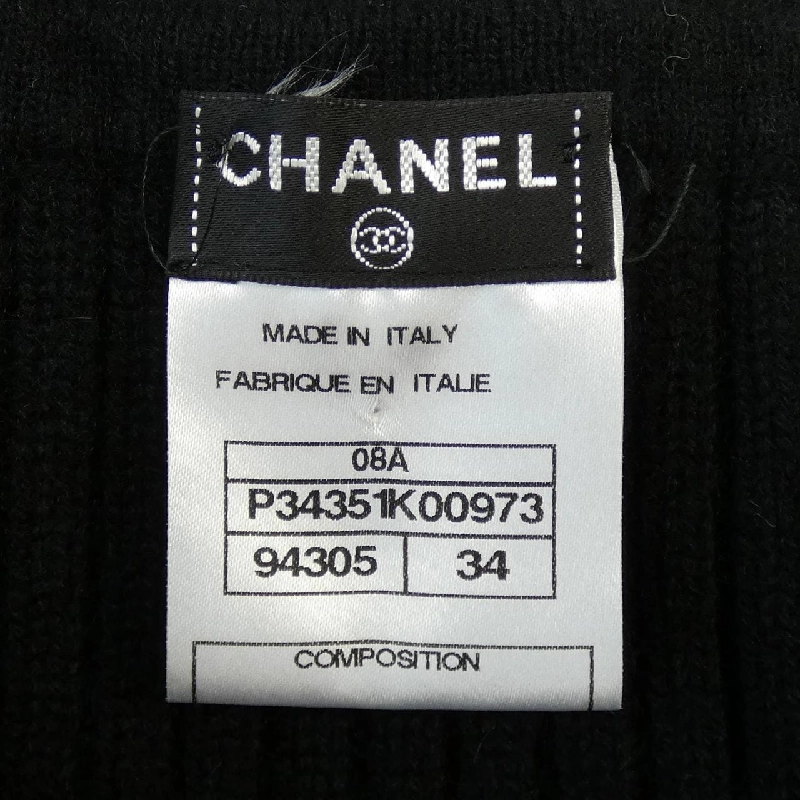 CHANEL
MADE IN ITALY
FABRIQUE EN ITALIE
08A
P34351K00973
94305 34
COMPOSITION